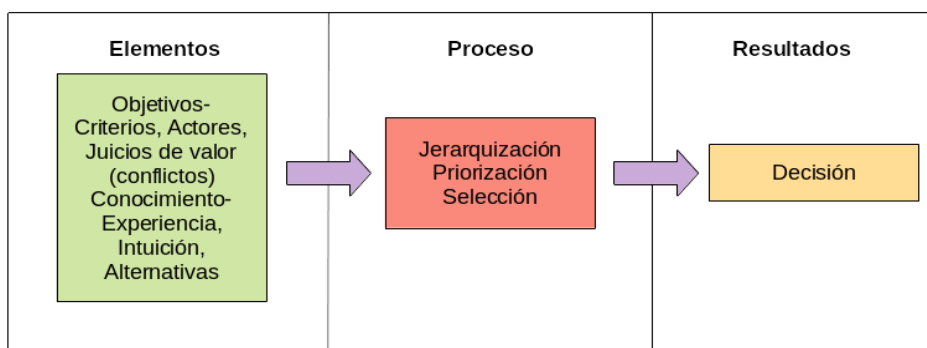 Elementos
Proceso
Resultados
Objetivos-
Criterios, Actores,
Juicios de valor
(conflictos)
Conocimiento-
Experiencia,
Intuición,
Alternativas
Jerarquización
Priorización
Selección
Decisión